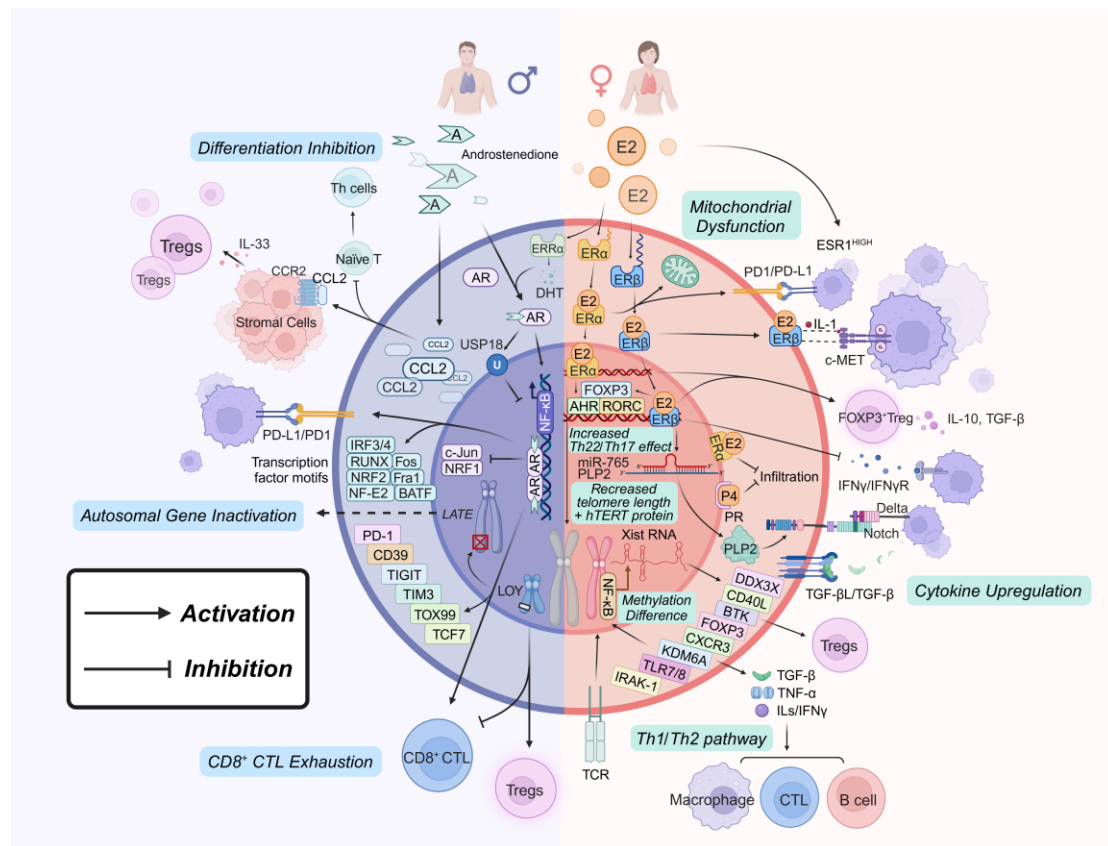 Differentiation Inhibition
A
Androstenedione
A
A
Th cells
Naïve T
IL-33
Tregs
Tregs
CCR2
CCL2
Stromal Cells
CCL2
CCL2
CCL2
CCL2
ERRα
AR
DHT
AR
USP18
U
NF-κB
PD-L1/PD1
Transcription
factor motifs
IRF3/4
RUNX
Fos
NRF2
Fra1
NF-E2
BATF
c-Jun
NRF1
AR
AR
Autosomal Gene Inactivation
LATE
LOY
PD-1
CD39
TIGIT
TIM3
TOX99
TCF7
Activation
Inhibition
CD8⁺ CTL Exhaustion
CD8⁺ CTL
Tregs
E2
E2
Mitochondrial
Dysfunction
ESR1ᴴᴵᴳᴴ
ERα
ERβ
E2
ERα
E2
ERβ
PD1/PD-L1
E2
ERβ
IL-1
c-MET
P
P
E2
ERα
FOXP3
AHR
RORC
E2
ERβ
FOXP3⁺Treg
IL-10, TGF-β
Increased
Th22/Th17 effect
E2
ERα
miR-765
PLP2
3'
5'
3'
5'
Infiltration
P4
PR
IFNγ/IFNγR
Recreased
telomere length
+ hTERT protein
Delta
Notch
PLP2
Xist RNA
NF-κB
Methylation
Difference
TGF-βL/TGF-β
Cytokine Upregulation
DDX3X
CD40L
BTK
FOXP3
CXCR3
KDM6A
TLR7/8
IRAK-1
Tregs
TGF-β
TNF-α
ILs/IFNγ
Th1/Th2 pathway
TCR
Macrophage
CTL
B cell